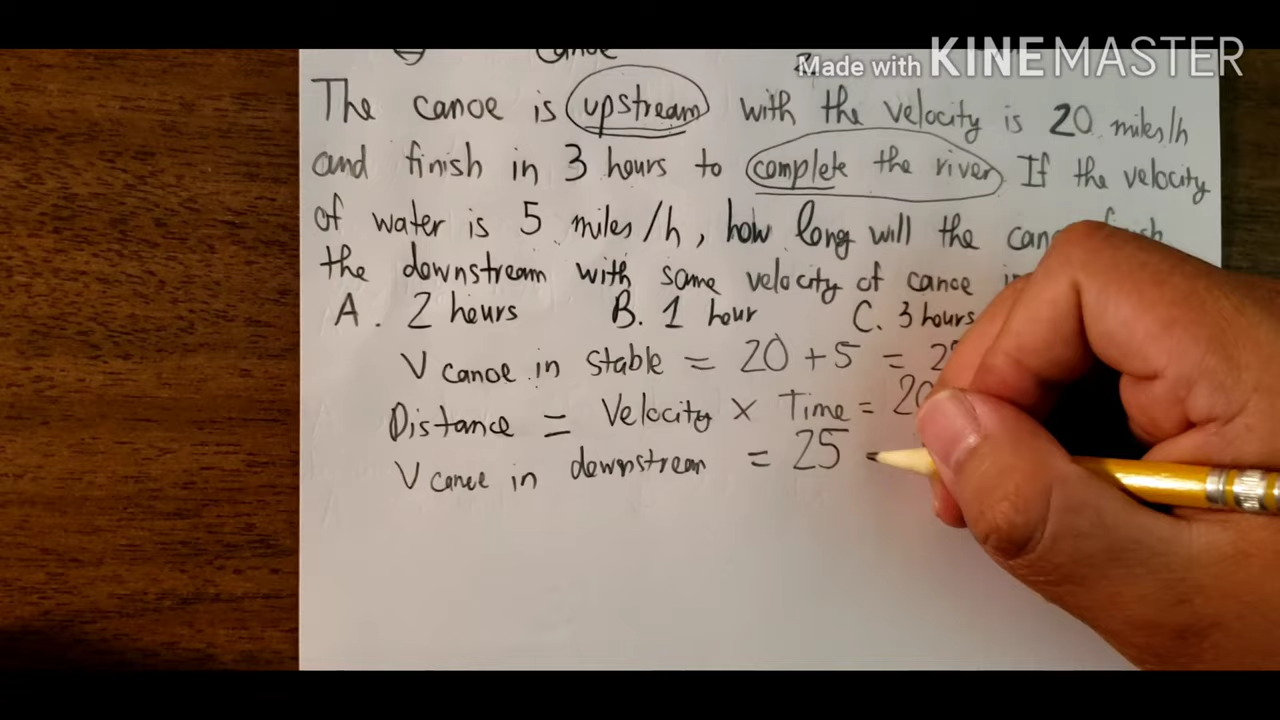 Made with KINEMASTER
canoe
The canoe is upstream with the velocity is 20 miles/h
and finish in 3 hours to complete the river. If the velocity
of water is 5 miles/h, how long will the
the downstream with same velocity of canoe
A. 2 hours B. 1 hour C. 3 hours
V canoe in stable = 20 + 5 =
Distance = Velocity × Time = 20
V canoe in downstream = 25